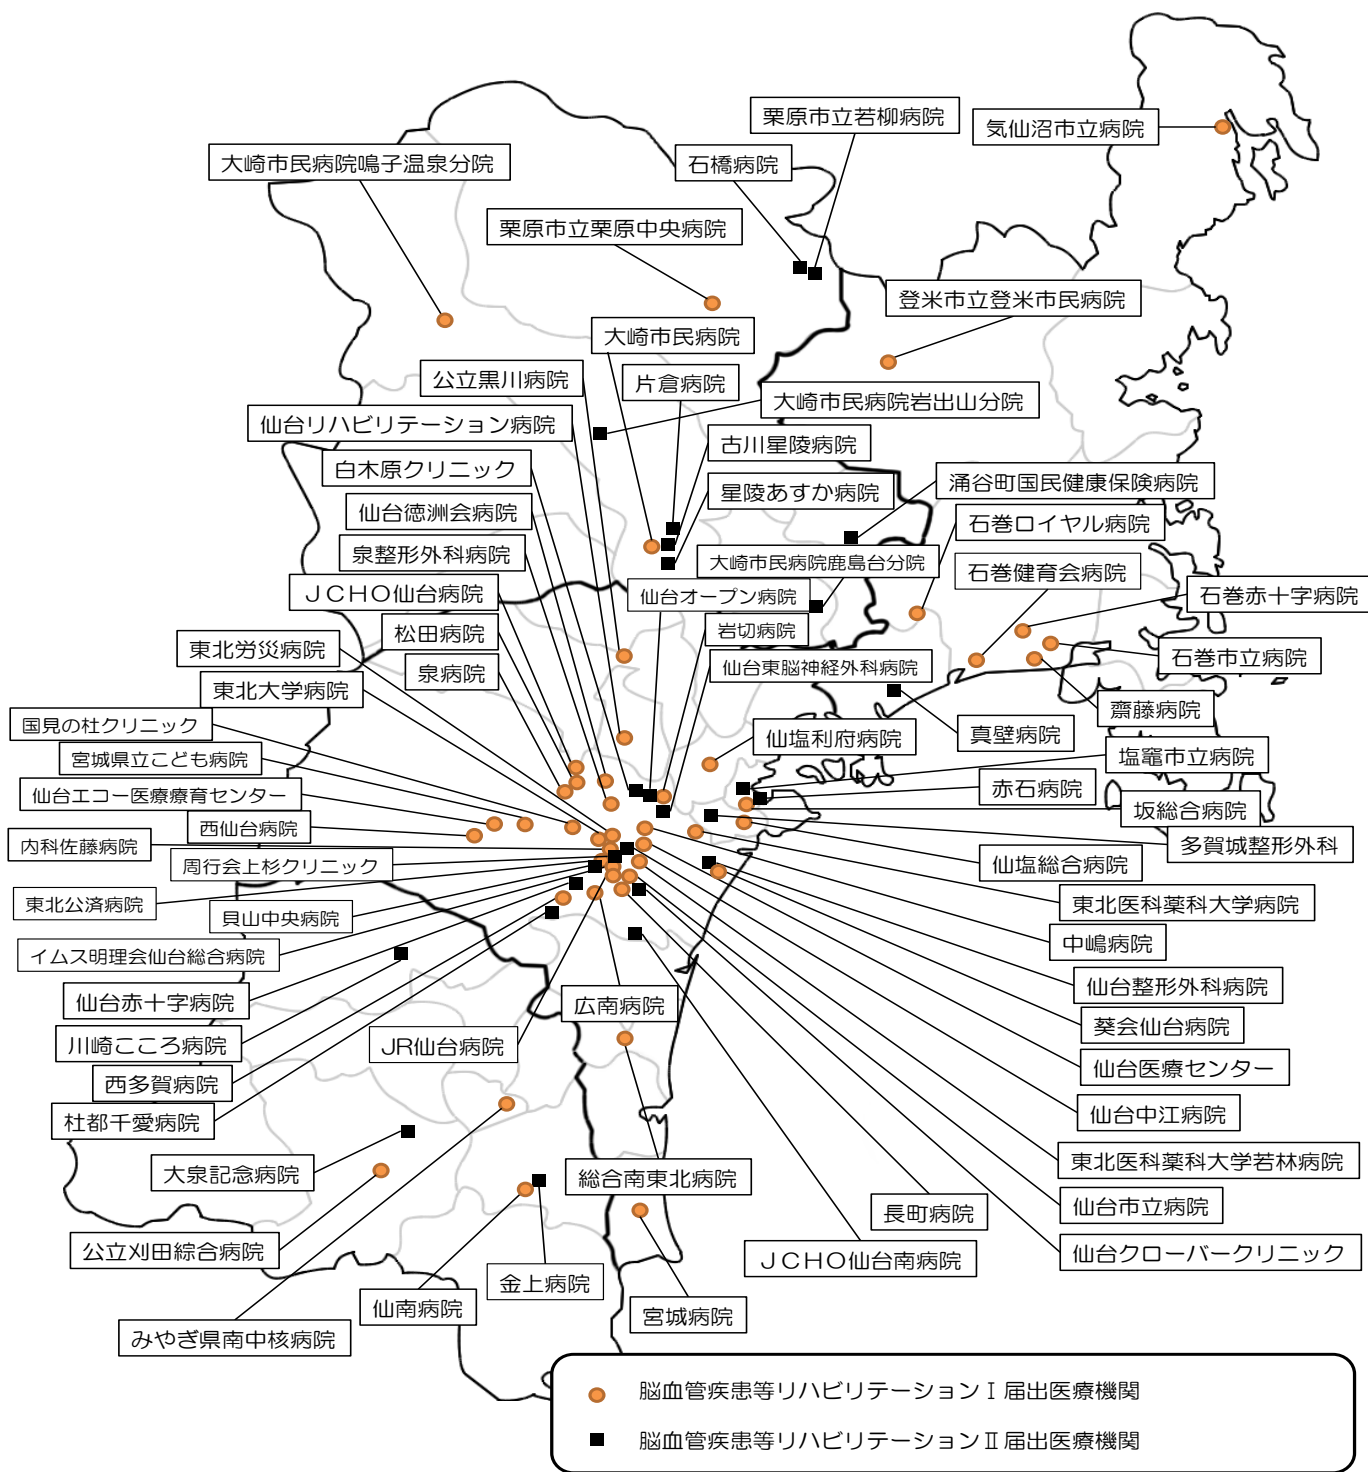 栗原市立若柳病院
気仙沼市立病院
大崎市民病院鳴子温泉分院
石橋病院
栗原市立栗原中央病院
登米市立登米市民病院
大崎市民病院
公立黒川病院
片倉病院
大崎市民病院岩出山分院
仙台リハビリテーション病院
古川星陵病院
白木原クリニック
星陵あすか病院
涌谷町国民健康保険病院
仙台徳洲会病院
石巻ロイヤル病院
泉整形外科病院
大崎市民病院鹿島台分院
石巻健育会病院
JCHO仙台病院
仙台オープン病院
石巻赤十字病院
松田病院
岩切病院
東北労災病院
石巻市立病院
泉病院
仙台東脳神経外科病院
東北大学病院
齋藤病院
国見の杜クリニック
仙塩利府病院
真壁病院
宮城県立こども病院
塩竈市立病院
仙台エコー医療療育センター
赤石病院
西仙台病院
坂総合病院
内科佐藤病院
多賀城整形外科
周行会上杉クリニック
仙塩総合病院
東北公済病院
東北医科薬科大学病院
貝山中央病院
中嶋病院
イムス明理会仙台総合病院
仙台整形外科病院
仙台赤十字病院
広南病院
葵会仙台病院
川崎こころ病院
JR仙台病院
仙台医療センター
西多賀病院
仙台中江病院
杜都千愛病院
東北医科薬科大学若林病院
大泉記念病院
総合南東北病院
仙台市立病院
長町病院
公立刈田綜合病院
JCHO仙台南病院
仙台クローバークリニック
金上病院
仙南病院
宮城病院
みやぎ県南中核病院
脳血管疾患等リハビリテーションⅠ届出医療機関
脳血管疾患等リハビリテーションⅡ届出医療機関